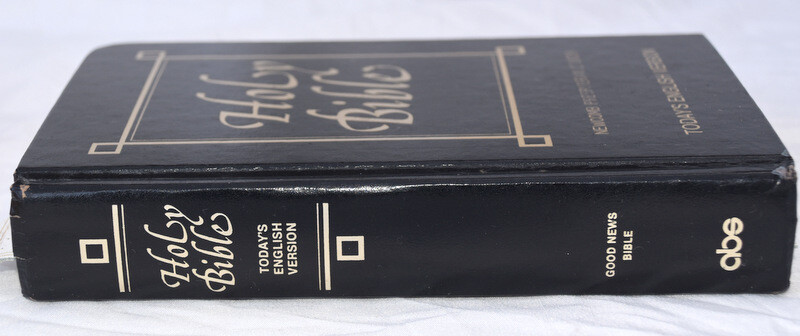 Holy
Bible
TODAY'S ENGLISH VERSION
Holy
Bible
TODAY'S
ENGLISH
VERSION
GOOD NEWS
BIBLE
abs